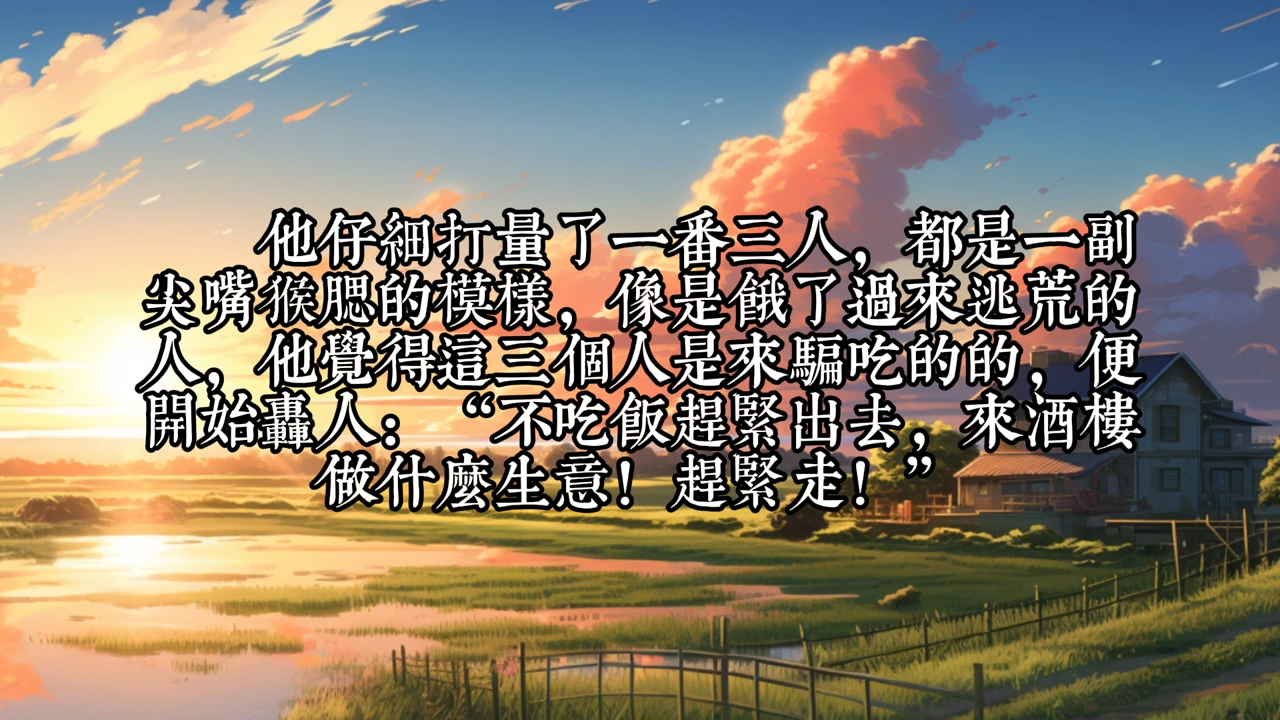 他仔細打量了一番三人，都是一副
尖嘴猴腮的模樣，像是餓了過來逃荒的
人，他覺得這三個人是來騙吃的的，便
開始轟人：“不吃飯趕緊出去，來酒樓
做什麼生意！趕緊走！”